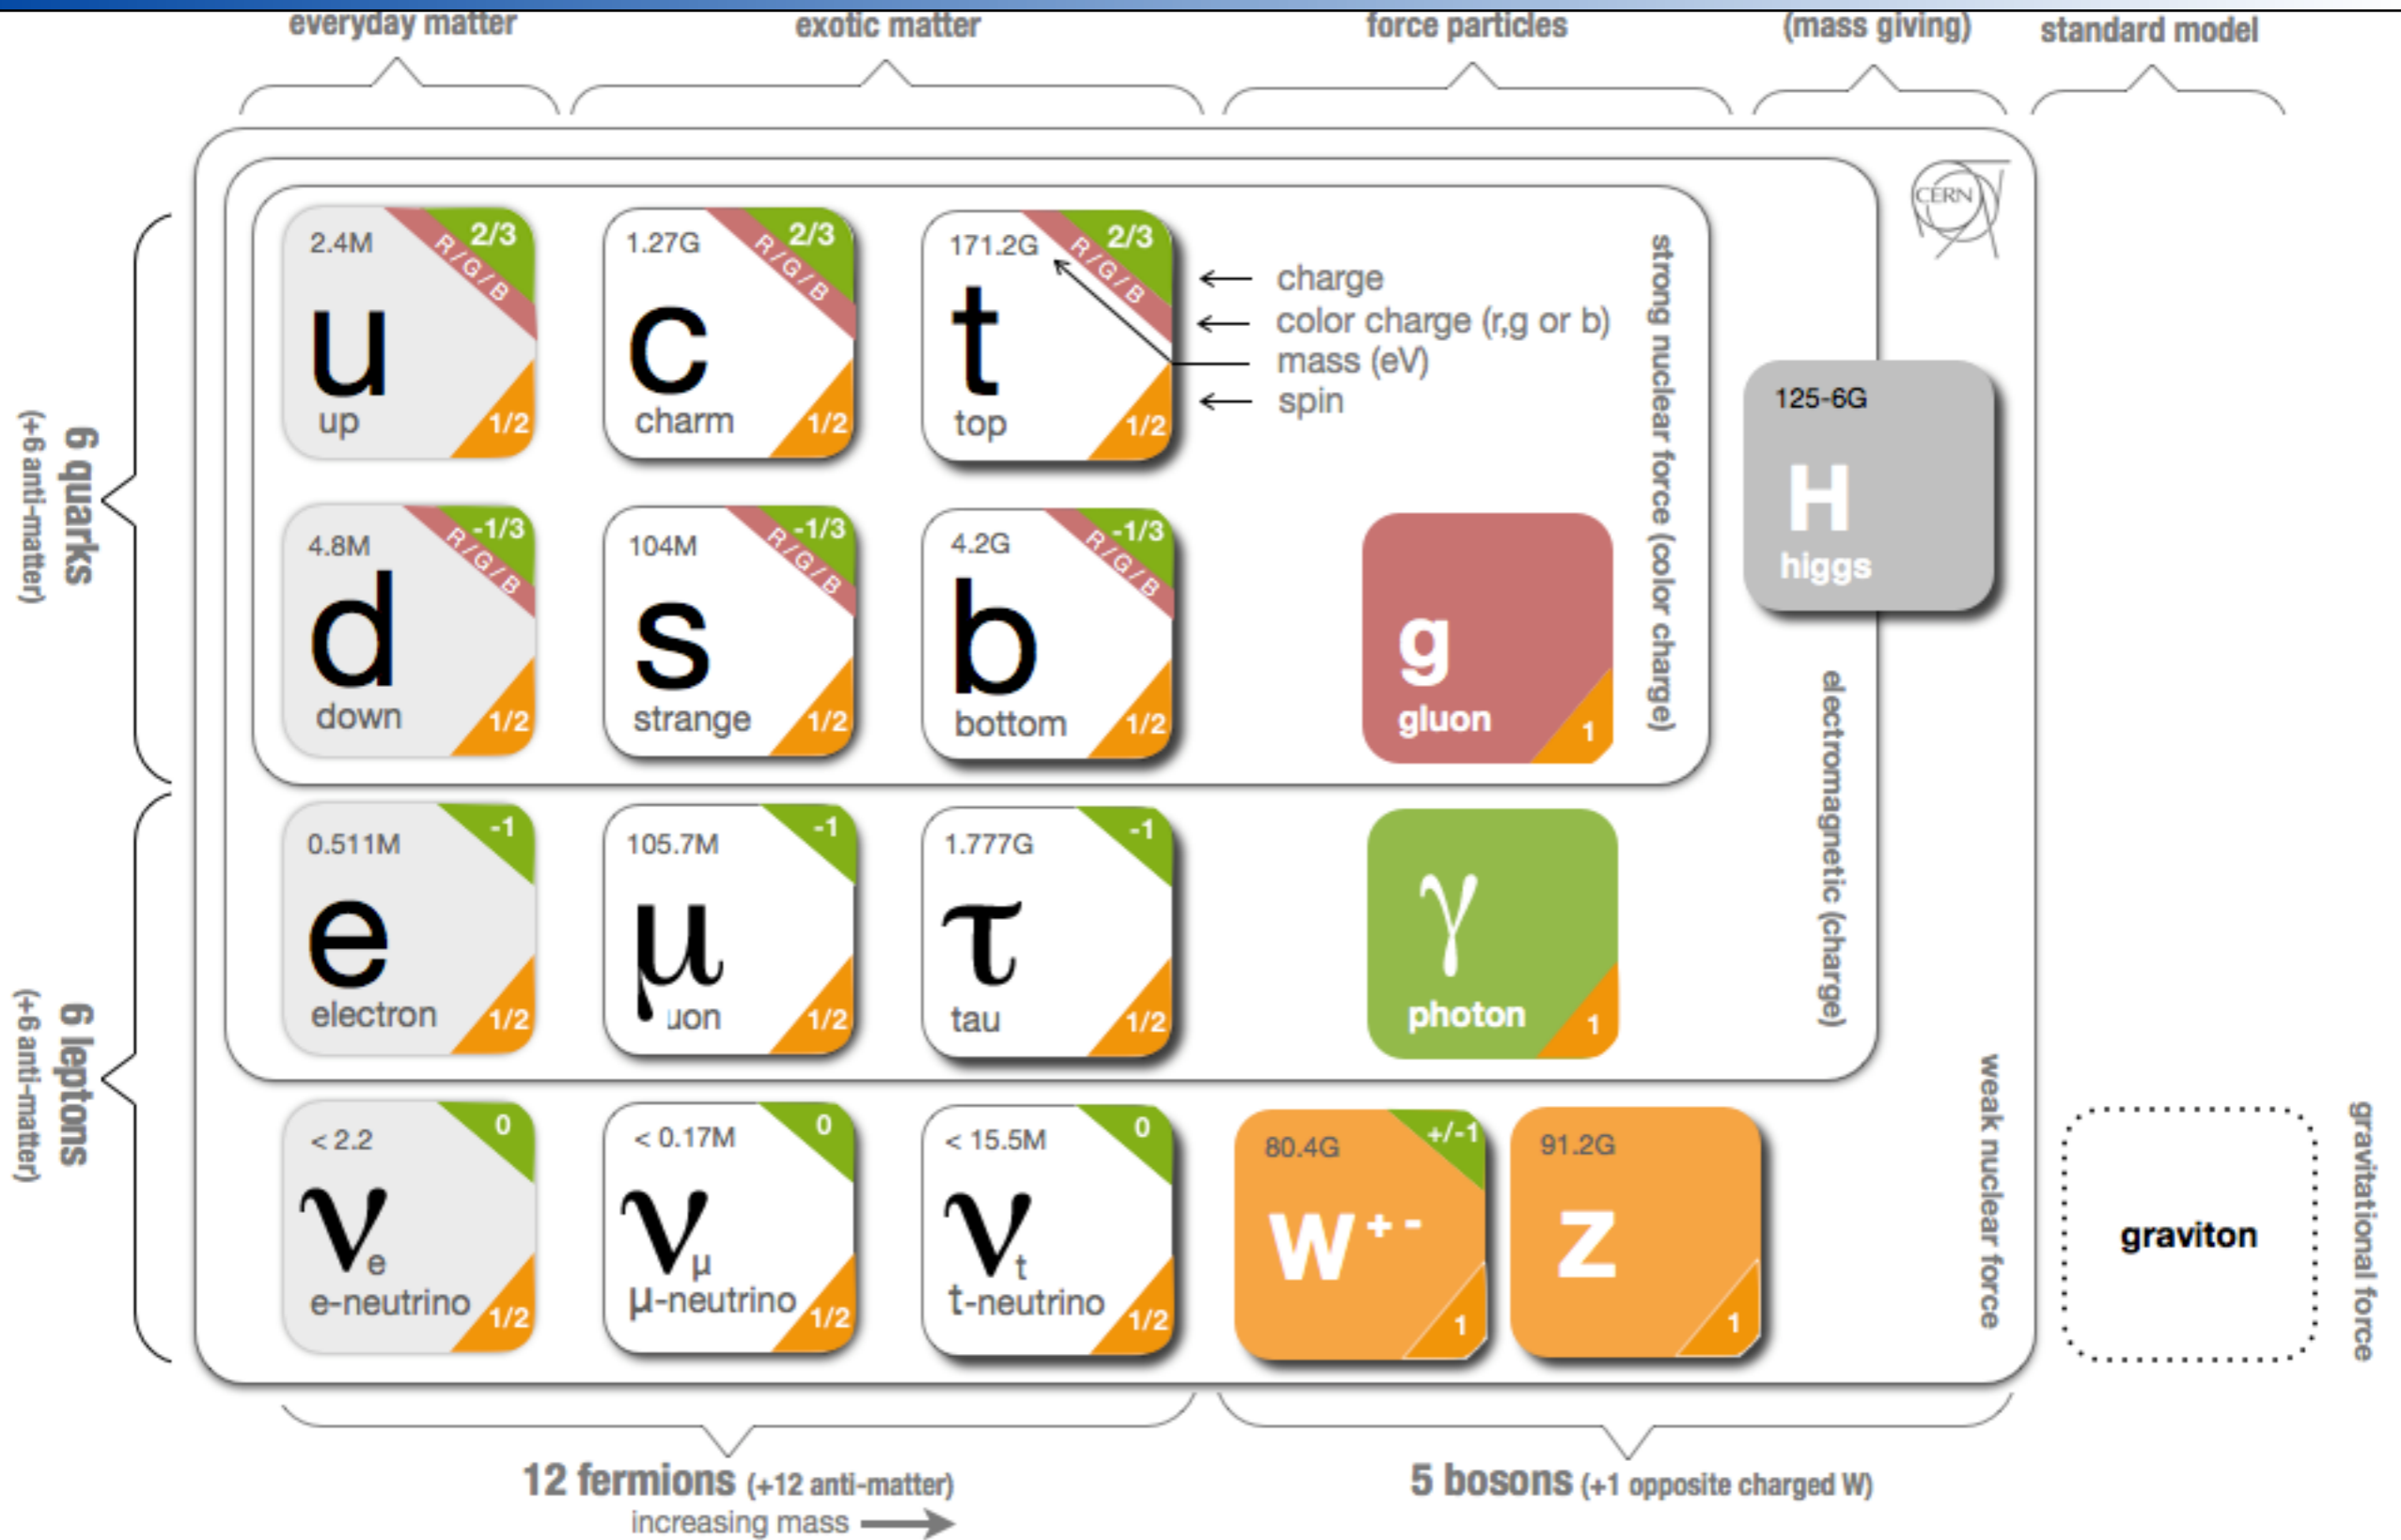 everyday matter
exotic matter
force particles
(mass giving)
standard model
CERN
6 quarks
(+6 anti-matter)
6 leptons
(+6 anti-matter)
2.4M
2/3
R/G/B
u
up
1/2
1.27G
2/3
R/G/B
c
charm
1/2
171.2G
2/3
R/G/B
t
top
1/2
charge
color charge (r,g or b)
mass (eV)
spin
strong nuclear force (color charge)
125-6G
H
higgs
4.8M
-1/3
R/G/B
d
down
1/2
104M
-1/3
R/G/B
s
strange
1/2
4.2G
-1/3
R/G/B
b
bottom
1/2
g
gluon
1
electromagnetic (charge)
0.511M
-1
e
electron
1/2
105.7M
-1
μ
uon
1/2
1.777G
-1
τ
tau
1/2
γ
photon
1
weak nuclear force
< 2.2
0
νe
e-neutrino
1/2
< 0.17M
0
νμ
μ-neutrino
1/2
< 15.5M
0
νt
t-neutrino
1/2
80.4G
+/-1
W+-
1
91.2G
Z
1
graviton
gravitational force
12 fermions (+12 anti-matter)
increasing mass
5 bosons (+1 opposite charged W)